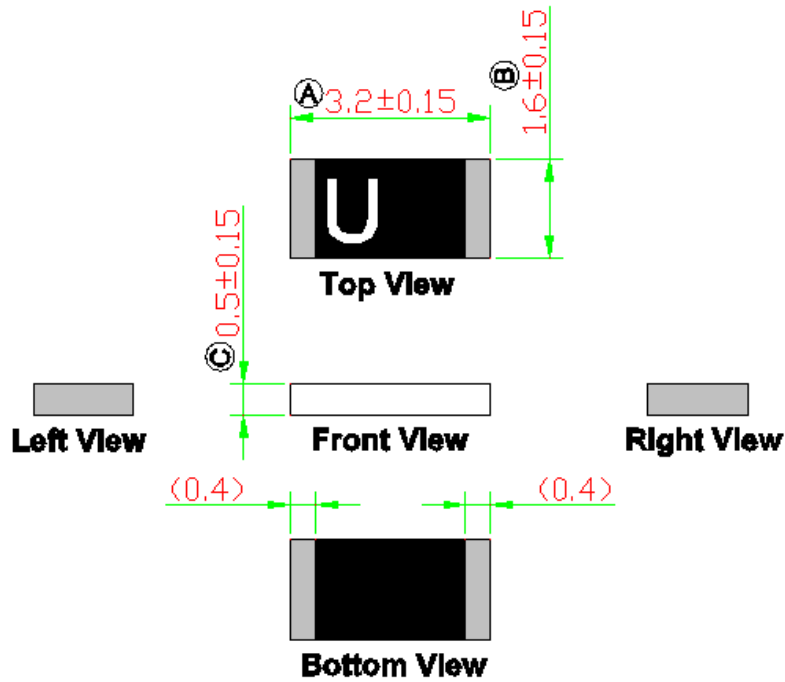 Ⓐ 3.2±0.15
Ⓑ 1.6±0.15
U
Top View
Ⓒ 0.5±0.15
Left View
Front View
Right View
(0.4)
(0.4)
Bottom View